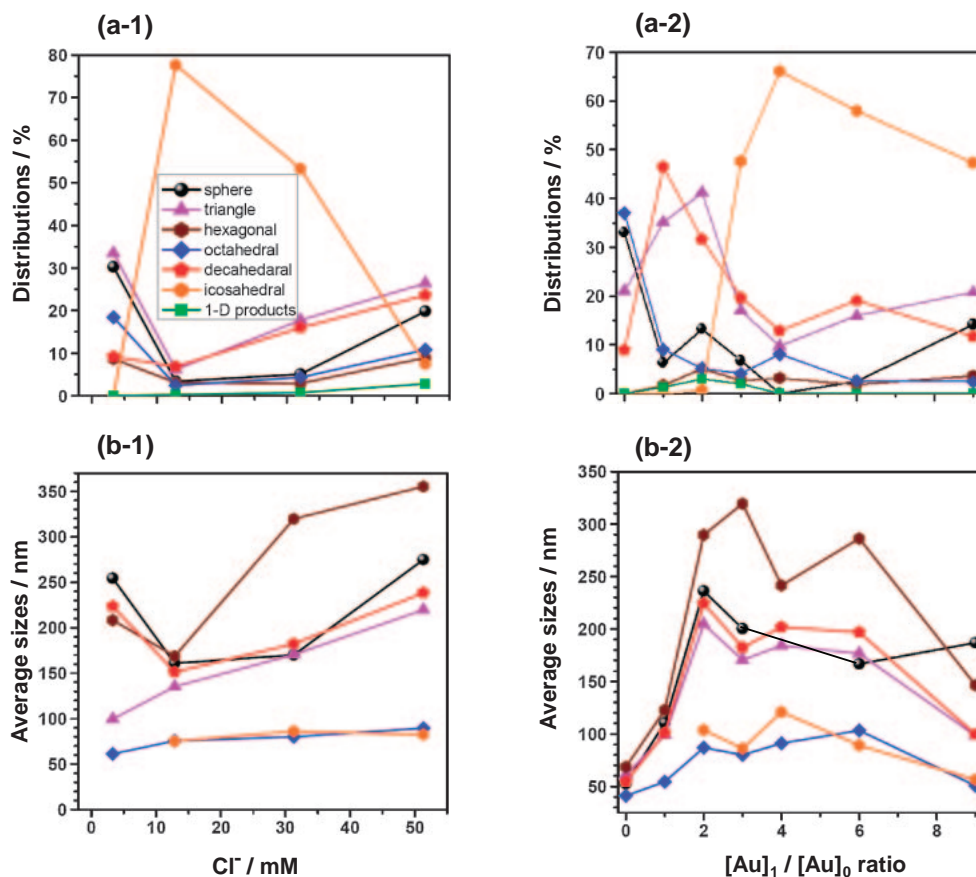 (a-1)
80
70
60
50
40
30
20
10
0
Distributions / %
sphere
triangle
hexagonal
octahedral
decahedaral
icosahedral
1-D products
(a-2)
70
60
50
40
30
20
10
0
Distributions / %
(b-1)
350
300
250
200
150
100
50
0
Average sizes / nm
0 10 20 30 40 50
Cl⁻ / mM
(b-2)
350
300
250
200
150
100
50
Average sizes / nm
0 2 4 6 8
[Au]₁ / [Au]₀ ratio